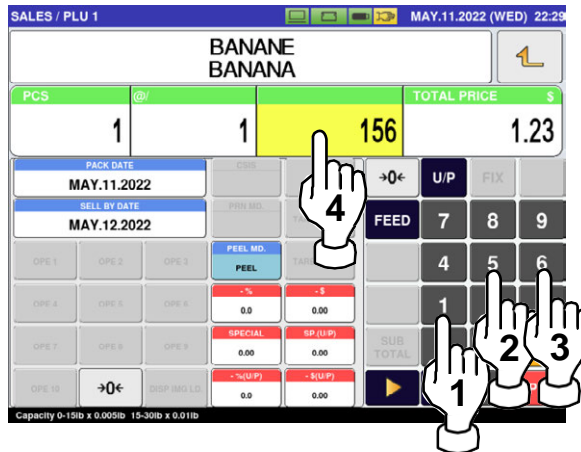 SALES / PLU 1 MAY.11.2022 (WED) 22:29
BANANE
BANANA
PCS @/ TOTAL PRICE $
1 1 156 1.23
PACK DATE
MAY.11.2022
SELL BY DATE
MAY.12.2022
PRN MD.
→0← U/P FIX
4
FEED 7 8 9
OPE 1 OPE 2 OPE 3 PEEL MD.
PEEL
4 5 6
OPE 4 OPE 5 OPE 6 - % - $
0.0 0.00
1
OPE 7 OPE 8 OPE 9 SPECIAL SP.(U/P)
0.00 0.00
SUB
TOTAL
2 3
OPE 10 →0← DISP IMG LG - %(U/P) - $(U/P)
0.0 0.00
1
Capacity 0-15lb x 0.005lb 15-30lb x 0.01lb